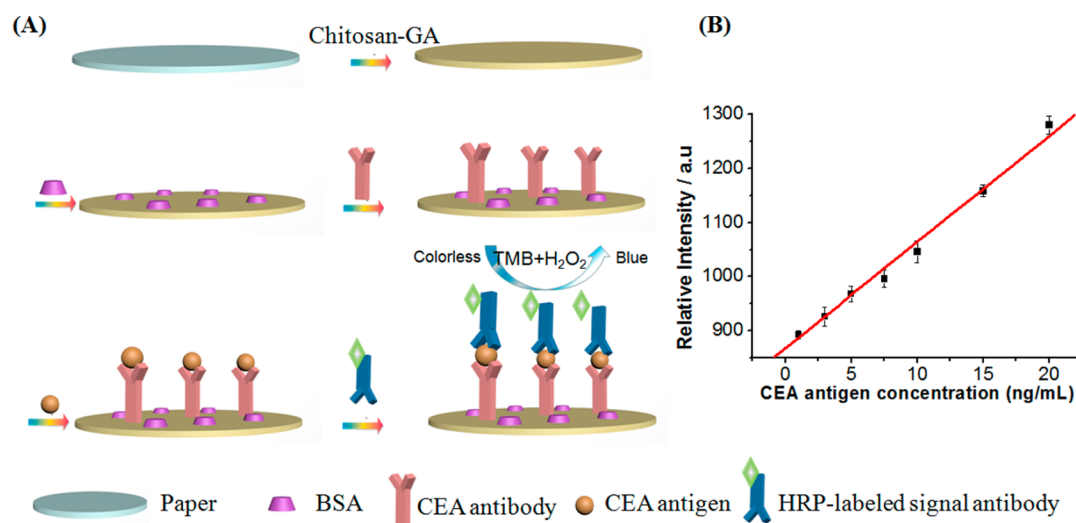 (A)
Chitosan-GA
Colorless TMB+H₂O₂ Blue
Paper BSA CEA antibody CEA antigen HRP-labeled signal antibody
(B)
Relative Intensity / a.u
1300
1200
1100
1000
900
0 5 10 15 20
CEA antigen concentration (ng/mL)